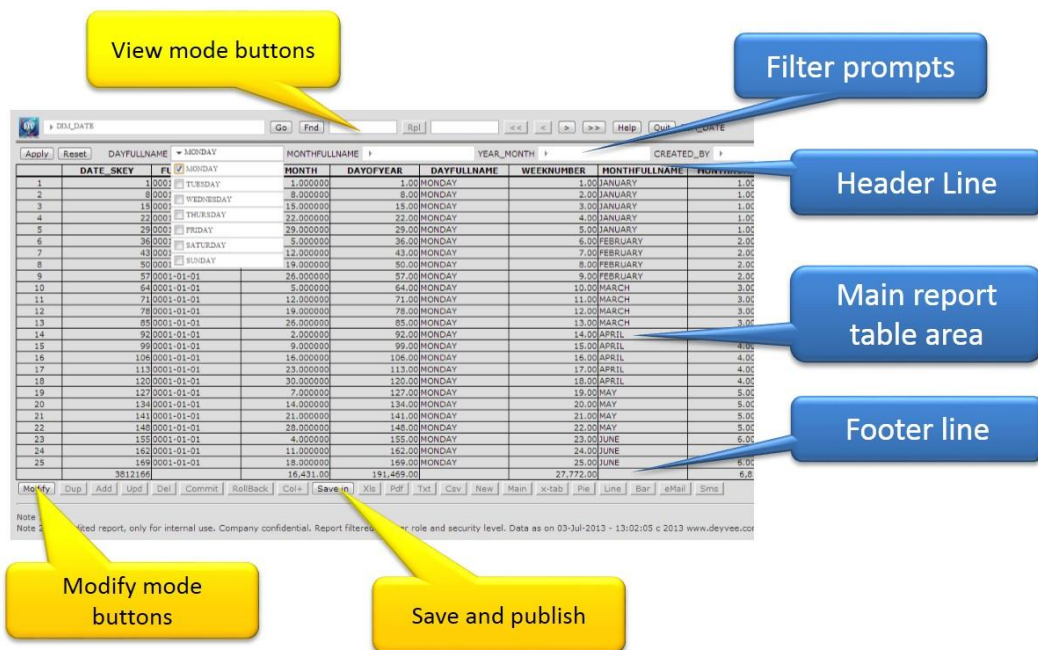 View mode buttons
Filter prompts
DIM_DATE Go Fnd Rpl << < > >> Help Quit DATE
Apply Reset DAYFULLNAME MONDAY MONTHFULLNAME YEAR_MONTH CREATED_BY
DATE_SKEY MONTH DAYOFYEAR DAYFULLNAME WEEKNUMBER MONTHFULLNAME
MONDAY
TUESDAY
WEDNESDAY
THURSDAY
FRIDAY
SATURDAY
SUNDAY
1 1 0001 1.000000 1.00 MONDAY 1.00 JANUARY 1.00
2 8 0001 8.000000 8.00 MONDAY 2.00 JANUARY 1.00
3 15 0001 15.000000 15.00 MONDAY 3.00 JANUARY 1.00
4 22 0001 22.000000 22.00 MONDAY 4.00 JANUARY 1.00
5 29 0001 29.000000 29.00 MONDAY 5.00 JANUARY 1.00
6 36 0001 5.000000 36.00 MONDAY 6.00 FEBRUARY 2.00
7 43 0001 12.000000 43.00 MONDAY 7.00 FEBRUARY 2.00
8 50 0001 19.000000 50.00 MONDAY 8.00 FEBRUARY 2.00
9 57 0001-01-01 26.000000 57.00 MONDAY 9.00 FEBRUARY 2.00
10 64 0001-01-01 5.000000 64.00 MONDAY 10.00 MARCH 3.00
11 71 0001-01-01 12.000000 71.00 MONDAY 11.00 MARCH 3.00
12 78 0001-01-01 19.000000 78.00 MONDAY 12.00 MARCH 3.00
13 85 0001-01-01 26.000000 85.00 MONDAY 13.00 MARCH 3.00
14 92 0001-01-01 2.000000 92.00 MONDAY 14.00 APRIL
15 99 0001-01-01 9.000000 99.00 MONDAY 15.00 APRIL 4.00
16 106 0001-01-01 16.000000 106.00 MONDAY 16.00 APRIL 4.00
17 113 0001-01-01 23.000000 113.00 MONDAY 17.00 APRIL 4.00
18 120 0001-01-01 30.000000 120.00 MONDAY 18.00 APRIL 4.00
19 127 0001-01-01 7.000000 127.00 MONDAY 19.00 MAY 5.00
20 134 0001-01-01 14.000000 134.00 MONDAY 20.00 MAY 5.00
21 141 0001-01-01 21.000000 141.00 MONDAY 21.00 MAY 5.00
22 148 0001-01-01 28.000000 148.00 MONDAY 22.00 MAY 5.00
23 155 0001-01-01 4.000000 155.00 MONDAY 23.00 JUNE 6.00
24 162 0001-01-01 11.000000 162.00 MONDAY 24.00 JUNE
25 169 0001-01-01 18.000000 169.00 MONDAY 25.00 JUNE 6.00
3812166 16,431.00 191,469.00 27,772.00 6,8
Header Line
Main report
table area
Footer line
Modify Dup Add Upd Del Commit RollBack Col+ Save in Xls Pdf Txt Csv New Main x-tab Pie Line Bar eMail Sms
Note
Note 2 dited report, only for internal use. Company confidential. Report filtered er role and security level. Data as on 03-Jul-2013 - 13:02:05 c 2013 www.deyvee.com
Modify mode
buttons
Save and publish